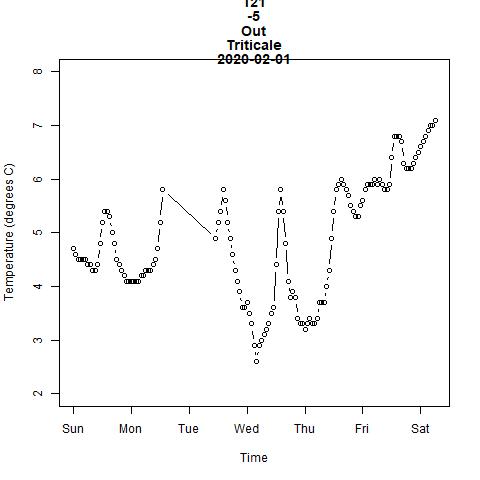 121
-5
Out
Triticale
2020-02-01
Temperature (degrees C)
8
7
6
5
4
3
2
Sun Mon Tue Wed Thu Fri Sat
Time